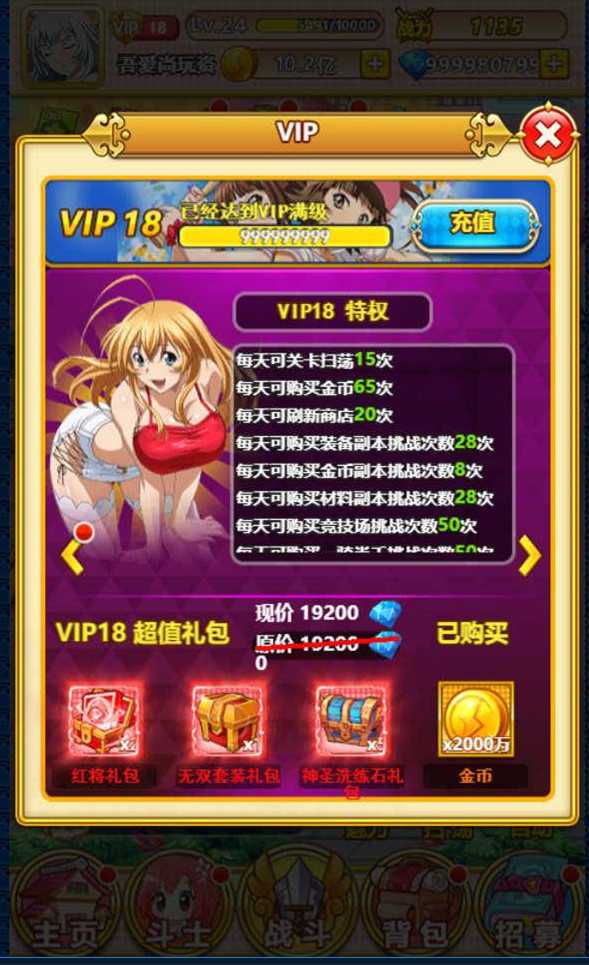 VIP 18
Lv.24
5991/10000
战力
1135
吾爱尚玩资
10.2亿
999980799
VIP
VIP 18
已经达到VIP满级
999999999
充值
VIP18 特权
每天可关卡扫荡15次
每天可购买金币65次
每天可刷新商店20次
每天可购买装备副本挑战次数28次
每天可购买金币副本挑战次数8次
每天可购买材料副本挑战次数28次
每天可购买竞技场挑战次数50次
VIP18 超值礼包
现价 19200
原价 19200
0
已购买
x2000万
红将礼包
无双套装礼包
神圣洗炼石礼
包
金币
主页
斗士
战斗
背包
招募